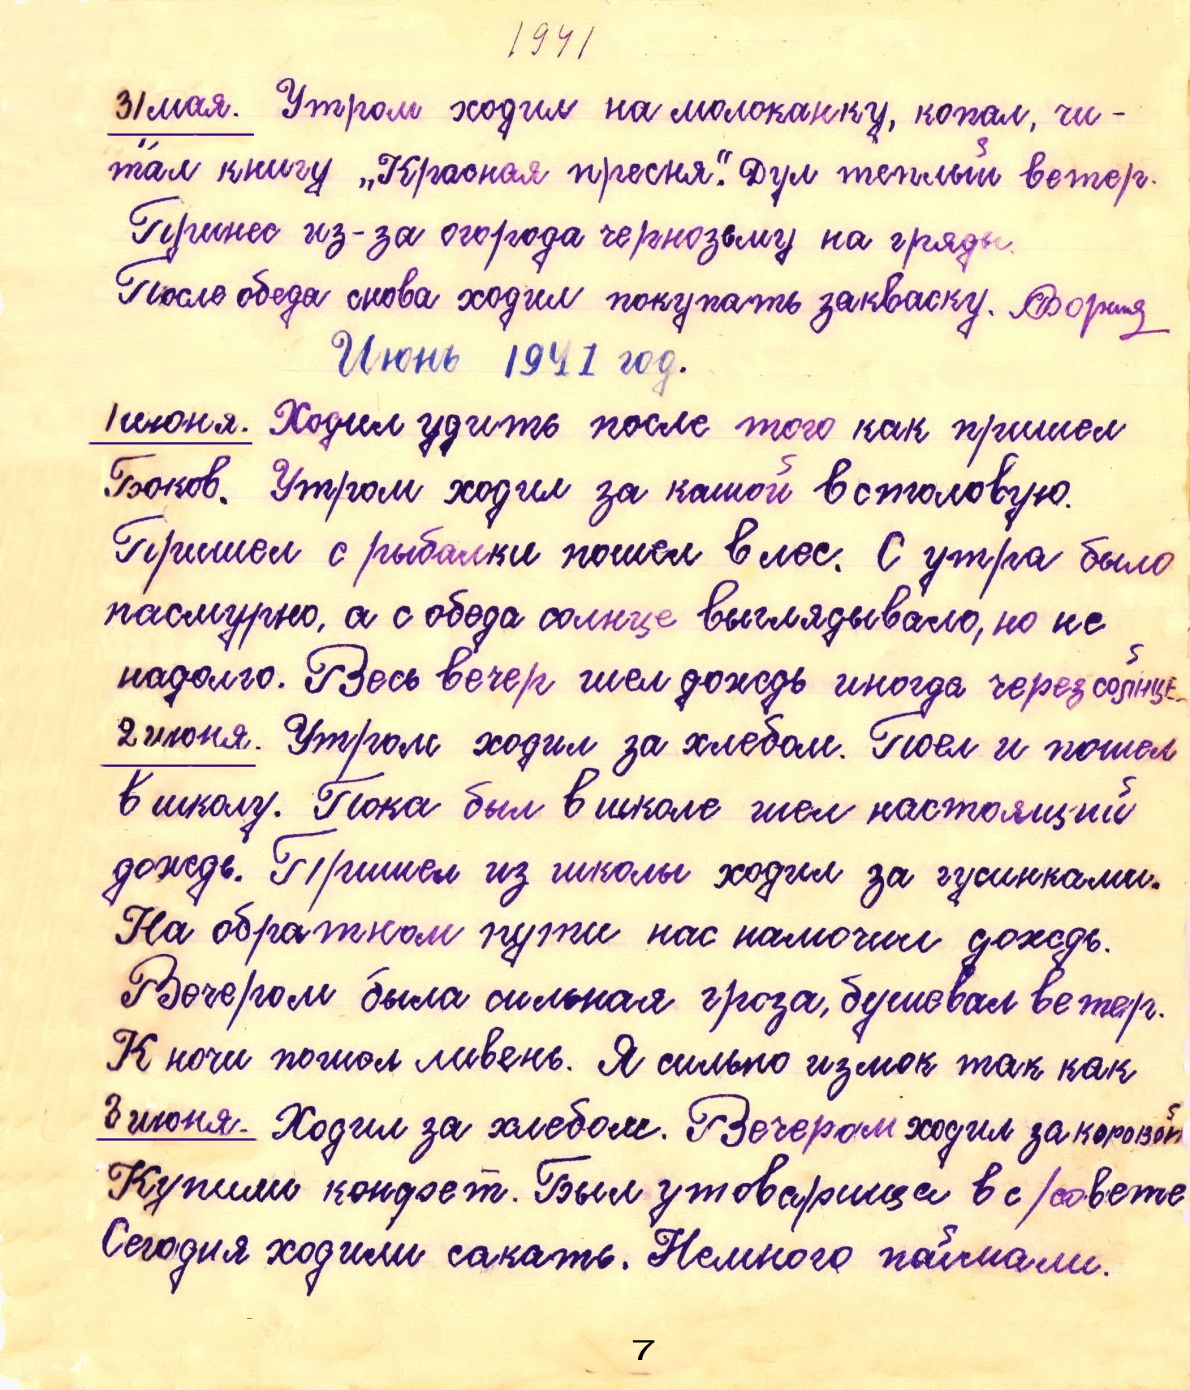 1941
31 мая. Утром ходил на молоканку, копал, чи-
тал книгу „Красная пресня". Дул теплый ветер.
Принес из-за огорода чернозьму на гряды.
После обеда снова ходил покупать закваску.
Июнь 1941 год.
1 июня. Ходил удить после того как пришел
Боков. Утром ходил за кашой в столовую.
Пришел с рыбалки пошел в лес. С утра было
пасмурно, а с обеда солнце выглядывало, но не
надолго. Весь вечер шел дождь иногда через солнце.
2 июня. Утром ходил за хлебом. Поел и пошел
в школу. Пока был в школе шел настоящий
дождь. Пришел из школы ходил за гусинками.
На обратном пути нас намочил дождь.
Вечером была сильная гроза, бушевал ветер.
К ночи пошол ливень. Я сильно измок так как
3 июня. Ходил за хлебом. Вечером ходил за коровой
Купили конфет. Был у товарища в с/совете
Сегодня ходили сакать. Немного паймали.
7